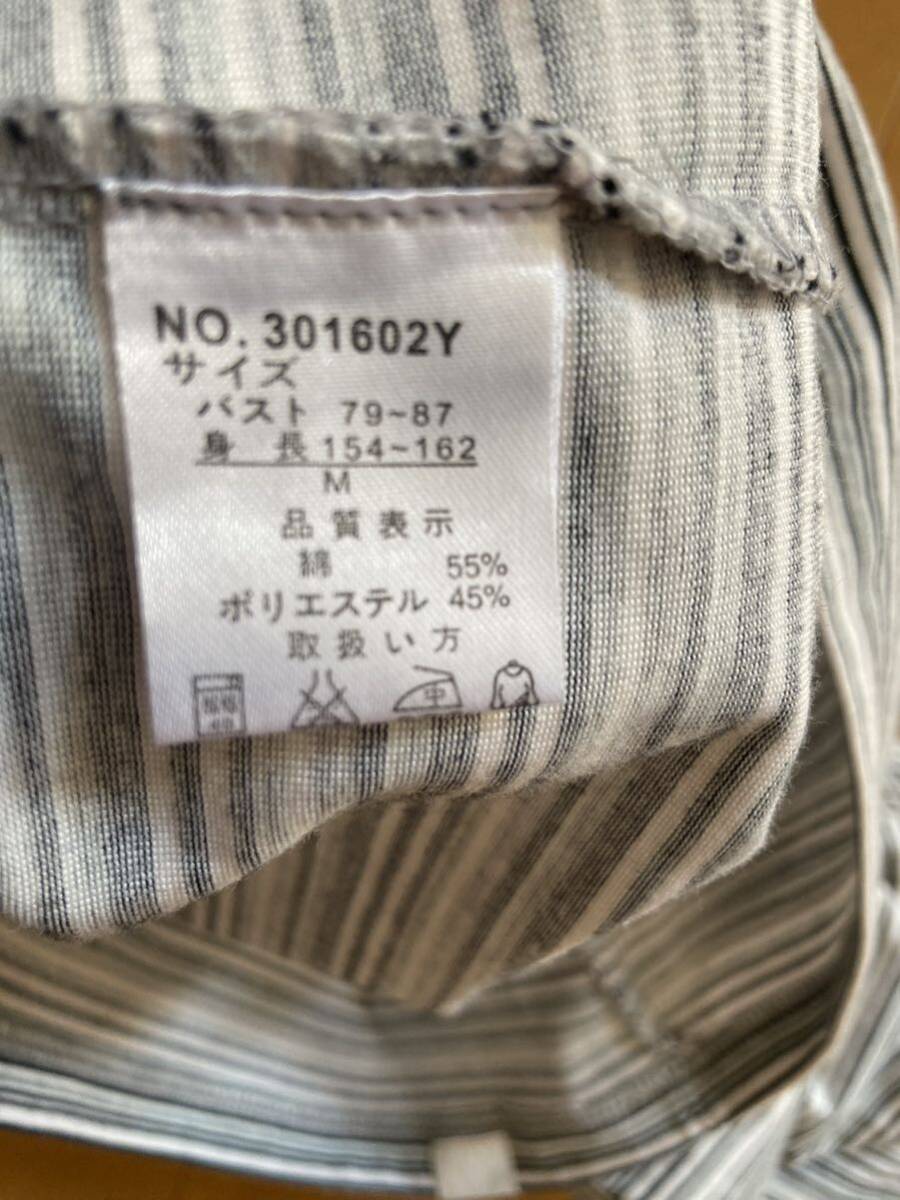 NO. 301602Y
サイズ
バスト 79~87
身 長 154~162
M
品質表示
綿 55%
ポリエステル 45%
取扱い方
中